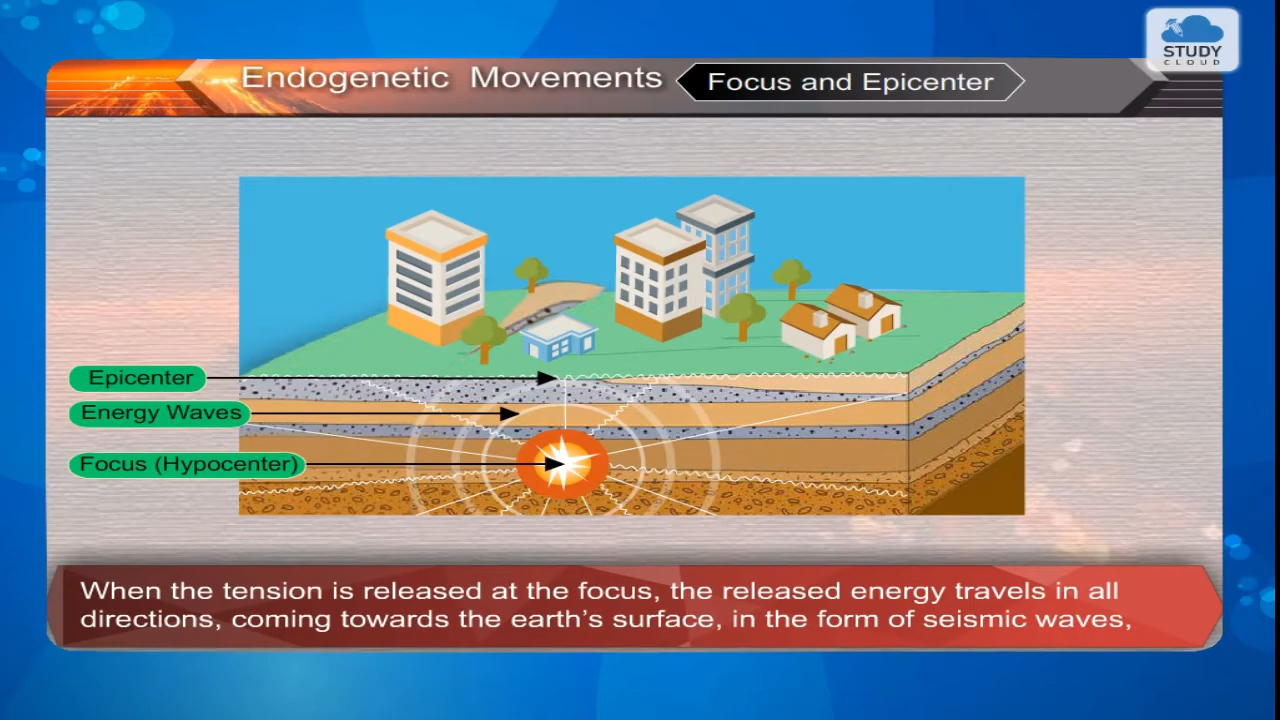 STUDY
CLOUD
Endogenetic Movements
Focus and Epicenter
Epicenter
Energy Waves
Focus (Hypocenter)
When the tension is released at the focus, the released energy travels in all
directions, coming towards the earth's surface, in the form of seismic waves,